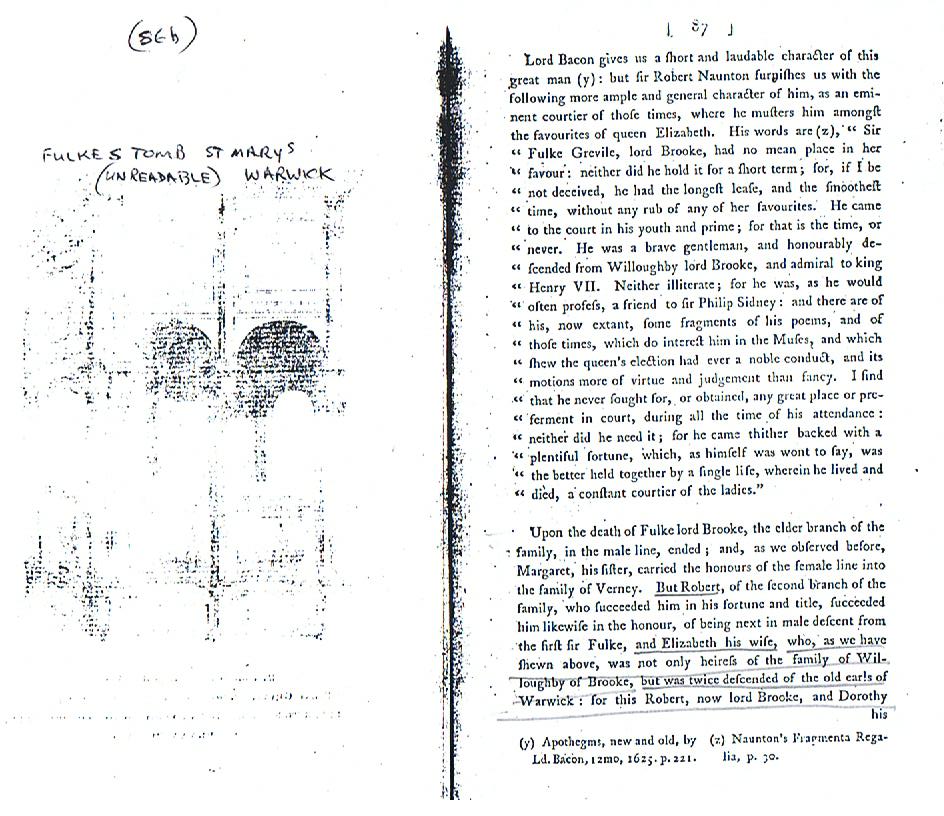 (86b)
FULKES TOMB ST MARYS
(UNREADABLE) WARWICK
[ 87 ]
Lord Bacon gives us a ſhort and laudable character of this
great man (y): but ſir Robert Naunton furniſhes us with the
following more ample and general character of him, as an emi-
nent courtier of thoſe times, where he muſters him amongſt
the favourites of queen Elizabeth. His words are (z), “ Sir
“ Fulke Grevile, lord Brooke, had no mean place in her
“ favour: neither did he hold it for a ſhort term; for, if I be
“ not deceived, he had the longeſt leaſe, and the ſmootheſt
“ time, without any rub of any of her favourites. He came
“ to the court in his youth and prime; for that is the time, or
“ never. He was a brave gentleman, and honourably de-
“ ſcended from Willoughby lord Brooke, and admiral to king
“ Henry VII. Neither illiterate; for he was, as he would
“ often profeſs, a friend to ſir Philip Sidney: and there are of
“ his, now extant, ſome fragments of his poems, and of
“ thoſe times, which do intereſt him in the Muſes, and which
“ ſhew the queen's election had ever a noble conduct, and its
“ motions more of virtue and judgement than fancy. I find
“ that he never ſought for, or obtained, any great place or pre-
“ ferment in court, during all the time of his attendance:
“ neither did he need it; for he came thither backed with a
“ plentiful fortune, which, as himſelf was wont to ſay, was
“ the better held together by a ſingle life, wherein he lived and
“ died, a conſtant courtier of the ladies.”
Upon the death of Fulke lord Brooke, the elder branch of the
family, in the male line, ended; and, as we obſerved before,
Margaret, his ſiſter, carried the honours of the female line into
the family of Verney. But Robert, of the ſecond branch of the
family, who ſucceeded him in his fortune and title, ſucceeded
him likewiſe in the honour, of being next in male deſcent from
the firſt ſir Fulke, and Elizabeth his wife, who, as we have
ſhewn above, was not only heireſs of the family of Wil-
loughby of Brooke, but was twice deſcended of the old earls of
Warwick: for this Robert, now lord Brooke, and Dorothy
his
(y) Apothegms, new and old, by
Ld. Bacon, 12mo, 1625. p. 221.
(z) Naunton's Fragmenta Rega-
lia, p. 30.